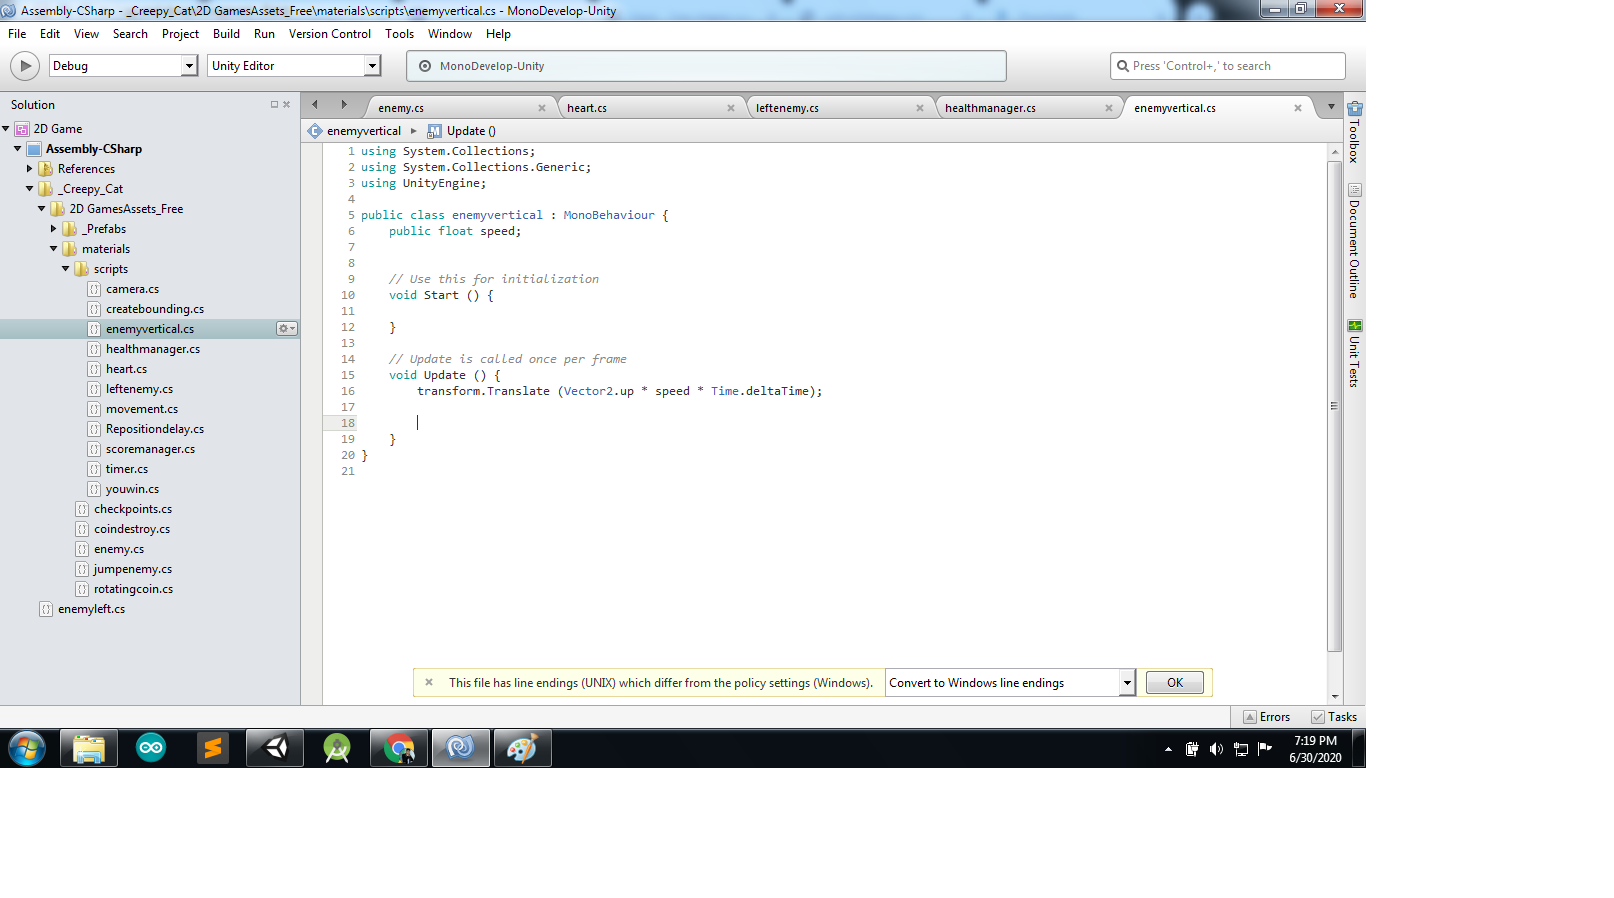 Assembly-CSharp - _Creepy_Cat\2D GamesAssets_Free\materials\scripts\enemyvertical.cs - MonoDevelop-Unity
File Edit View Search Project Build Run Version Control Tools Window Help
Debug Unity Editor MonoDevelop-Unity Press 'Control+,' to search
Solution
2D Game
Assembly-CSharp
References
_Creepy_Cat
2D GamesAssets_Free
_Prefabs
materials
scripts
camera.cs
createbounding.cs
enemyvertical.cs
healthmanager.cs
heart.cs
leftenemy.cs
movement.cs
Repositiondelay.cs
scoremanager.cs
timer.cs
youwin.cs
checkpoints.cs
coindestroy.cs
enemy.cs
jumpenemy.cs
rotatingcoin.cs
enemyleft.cs
enemy.cs heart.cs leftenemy.cs healthmanager.cs enemyvertical.cs
enemyvertical Update ()
1 using System.Collections;
2 using System.Collections.Generic;
3 using UnityEngine;
4
5 public class enemyvertical : MonoBehaviour {
6 public float speed;
7
8
9 // Use this for initialization
10 void Start () {
11
12 }
13
14 // Update is called once per frame
15 void Update () {
16 transform.Translate (Vector2.up * speed * Time.deltaTime);
17
18
19 }
20 }
21
This file has line endings (UNIX) which differ from the policy settings (Windows). Convert to Windows line endings OK
Toolbox
Document Outline
Unit Tests
Errors Tasks
7:19 PM
6/30/2020